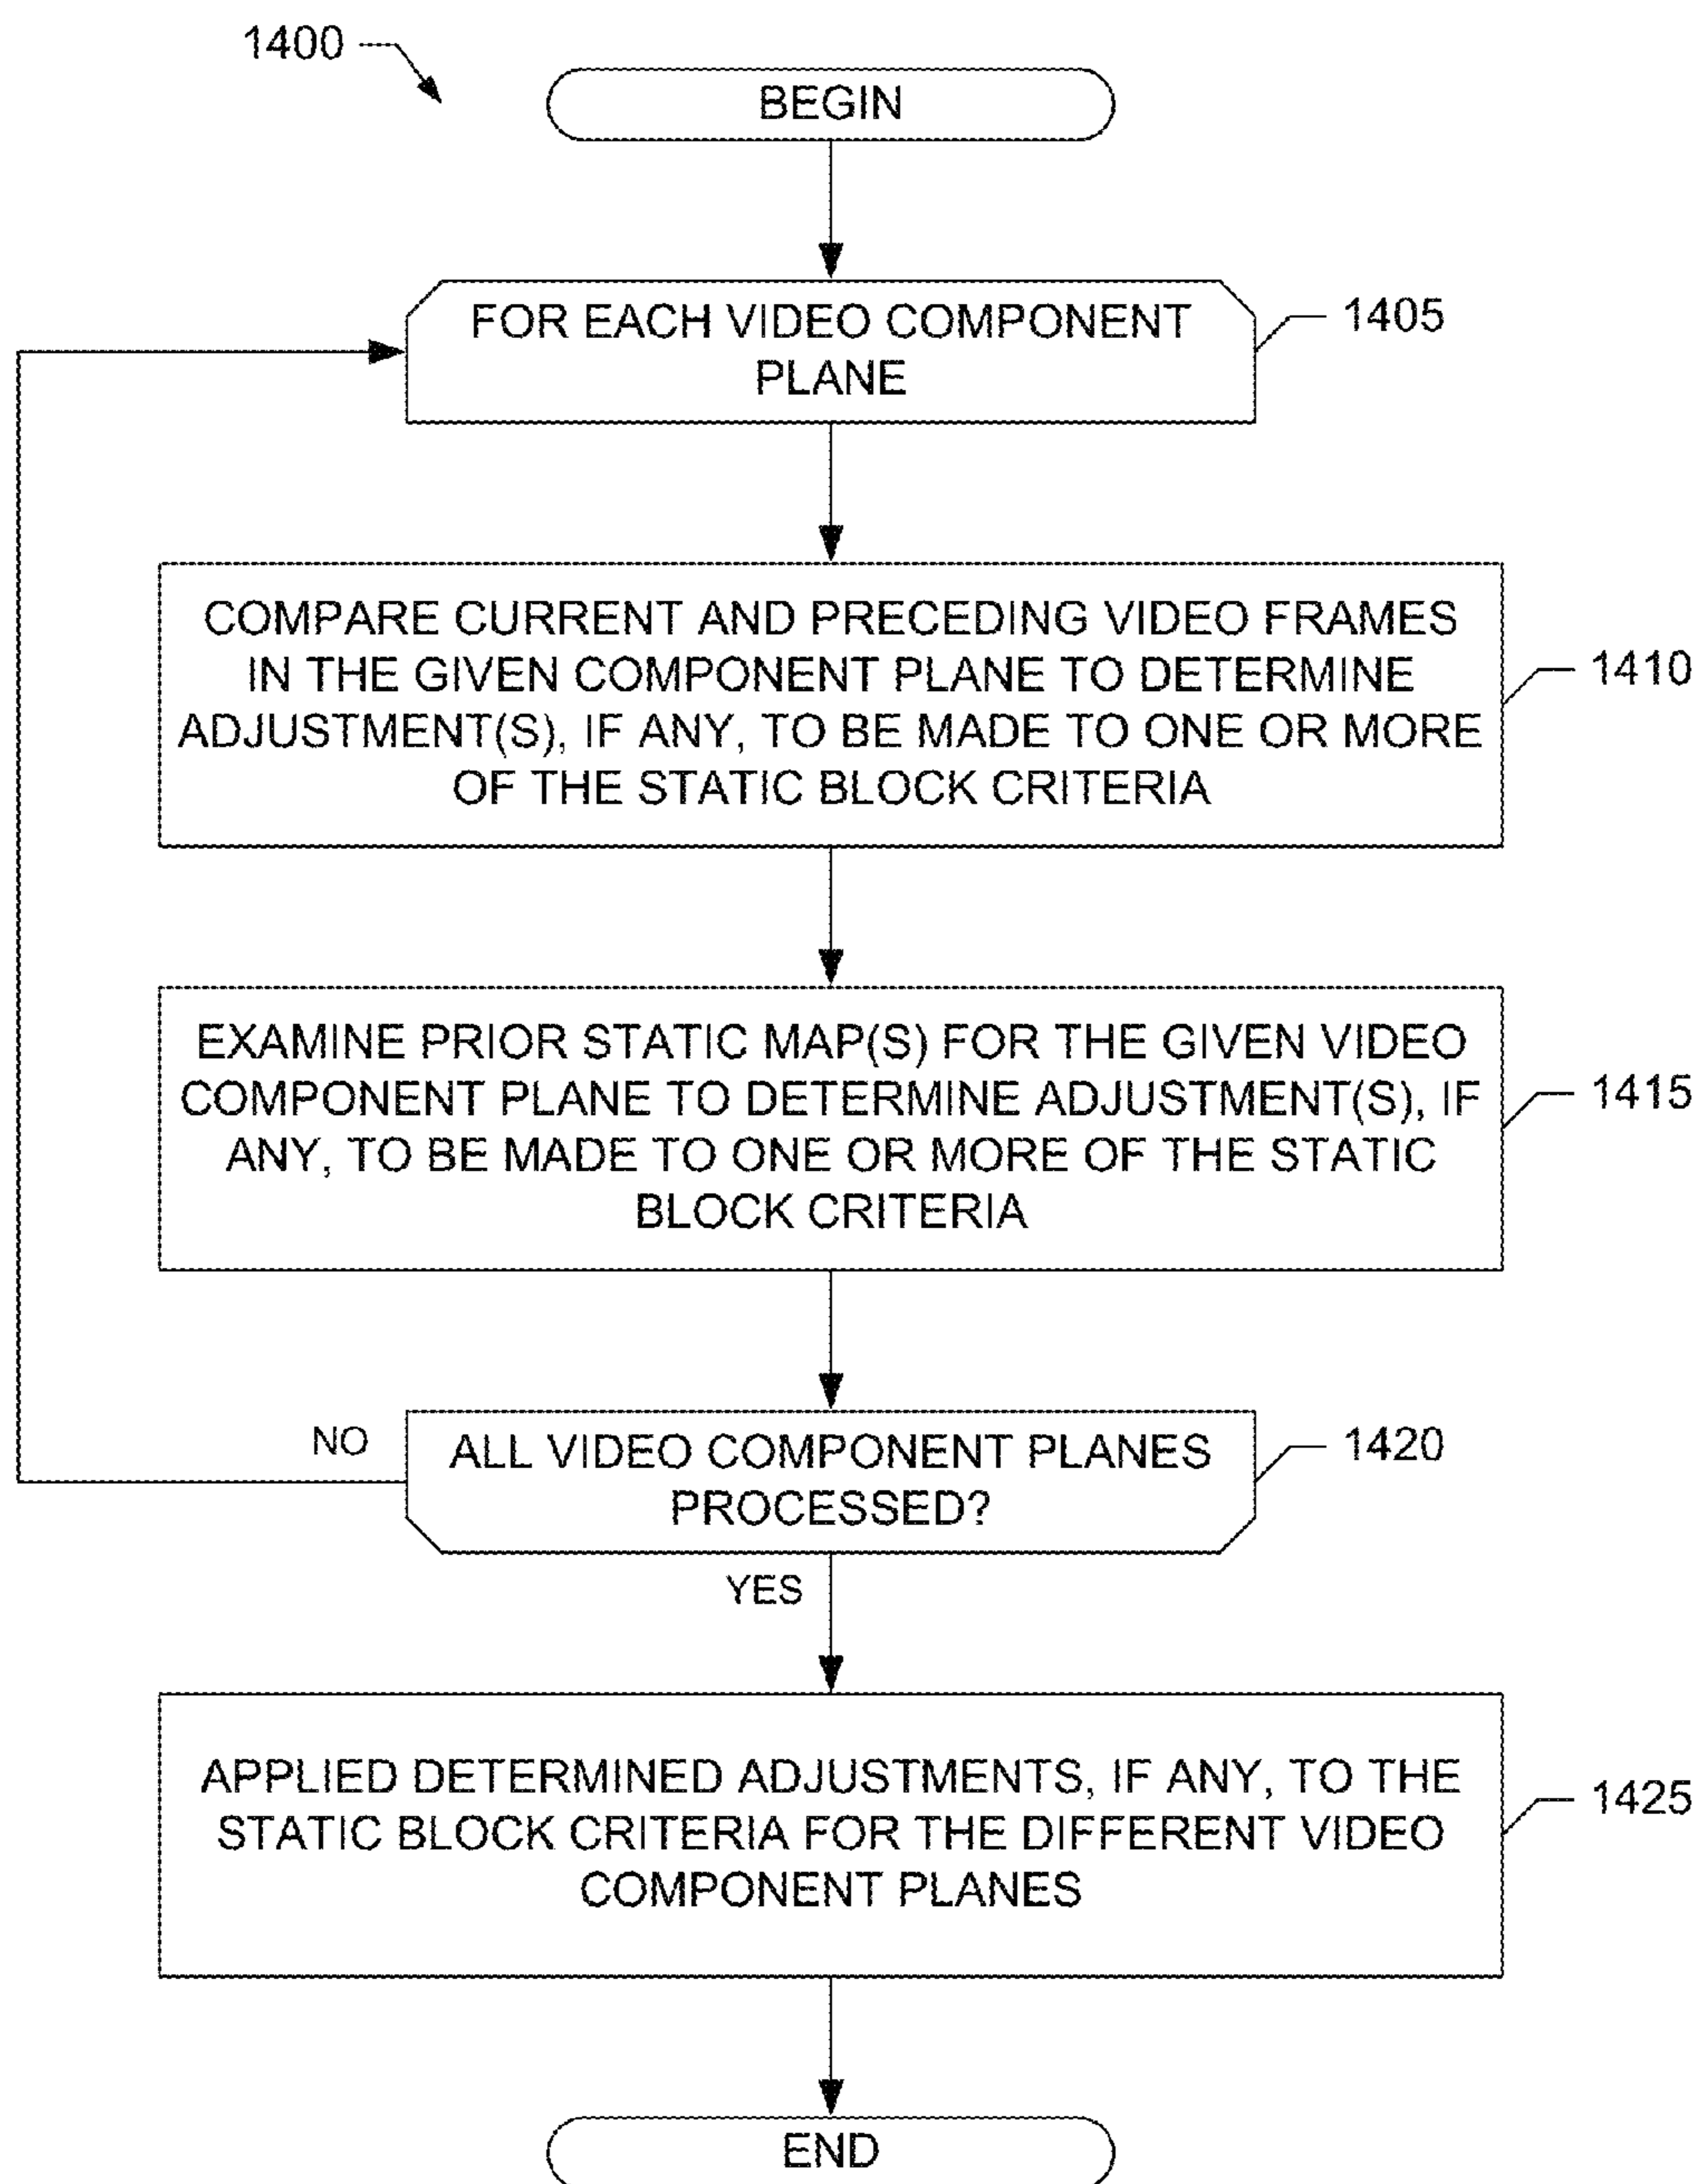 1400
BEGIN
FOR EACH VIDEO COMPONENT
PLANE
1405
COMPARE CURRENT AND PRECEDING VIDEO FRAMES
IN THE GIVEN COMPONENT PLANE TO DETERMINE
ADJUSTMENT(S), IF ANY, TO BE MADE TO ONE OR MORE
OF THE STATIC BLOCK CRITERIA
1410
EXAMINE PRIOR STATIC MAP(S) FOR THE GIVEN VIDEO
COMPONENT PLANE TO DETERMINE ADJUSTMENT(S), IF
ANY, TO BE MADE TO ONE OR MORE OF THE STATIC
BLOCK CRITERIA
1415
NO
ALL VIDEO COMPONENT PLANES
PROCESSED?
1420
YES
APPLIED DETERMINED ADJUSTMENTS, IF ANY, TO THE
STATIC BLOCK CRITERIA FOR THE DIFFERENT VIDEO
COMPONENT PLANES
1425
END